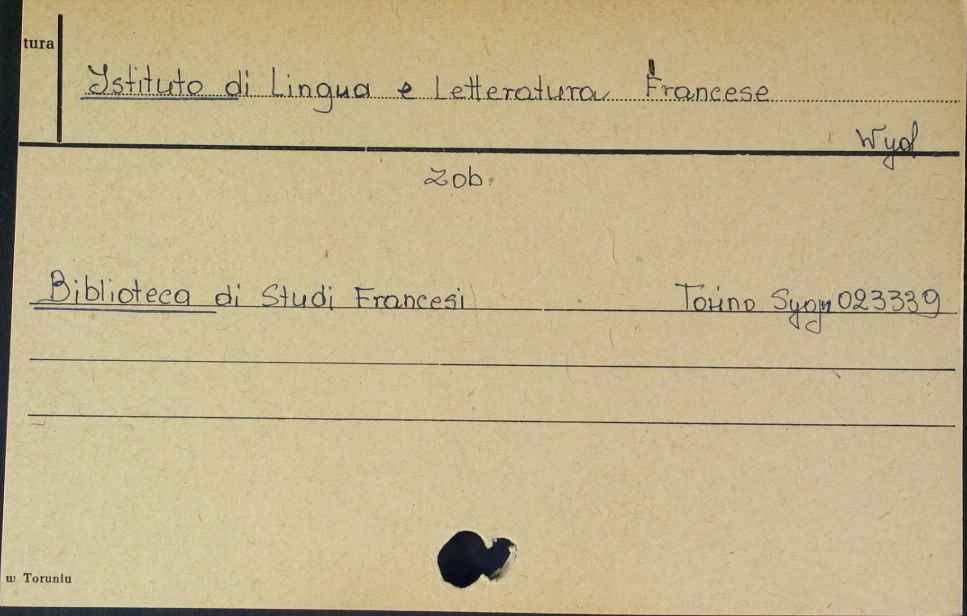 tura
Istituto di Lingua e Letteratura Francese
Wyd
zob.
Biblioteca di Studi Francesi Torino Sygn 023339
w Toruniu